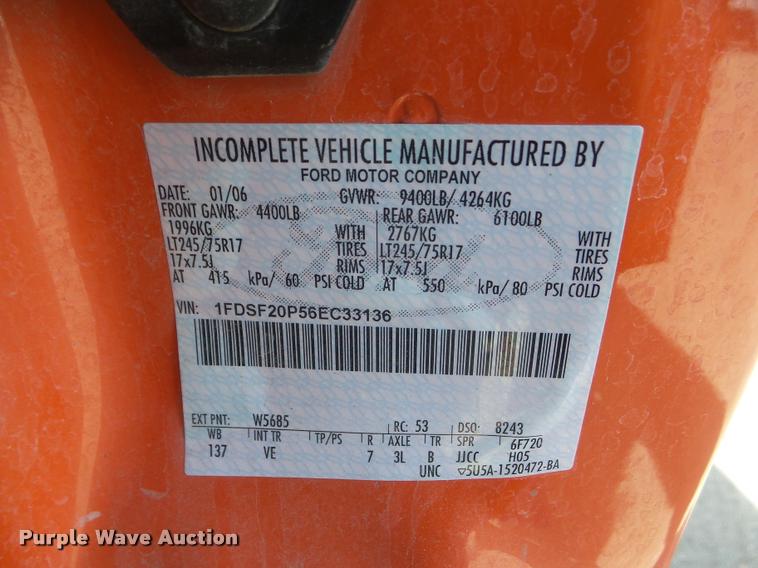 INCOMPLETE VEHICLE MANUFACTURED BY
FORD MOTOR COMPANY
DATE: 01/06 GVWR: 9400LB/ 4264KG
FRONT GAWR: 4400LB REAR GAWR: 6100LB
1996KG WITH 2767KG WITH
LT245/75R17 TIRES LT245/75R17 TIRES
17x7.5J RIMS 17x7.5J RIMS
AT 415 kPa/ 60 PSI COLD AT 550 kPa/ 80 PSI COLD
VIN: 1FDSF20P56EC33136
EXT PNT: W5685 RC: 53 DSO: 8243
WB INT TR TP/PS R AXLE TR SPR 6F720
137 VE 7 3L B JJCC H05
UNC ▽5U5A-1520472-BA
Purple Wave Auction